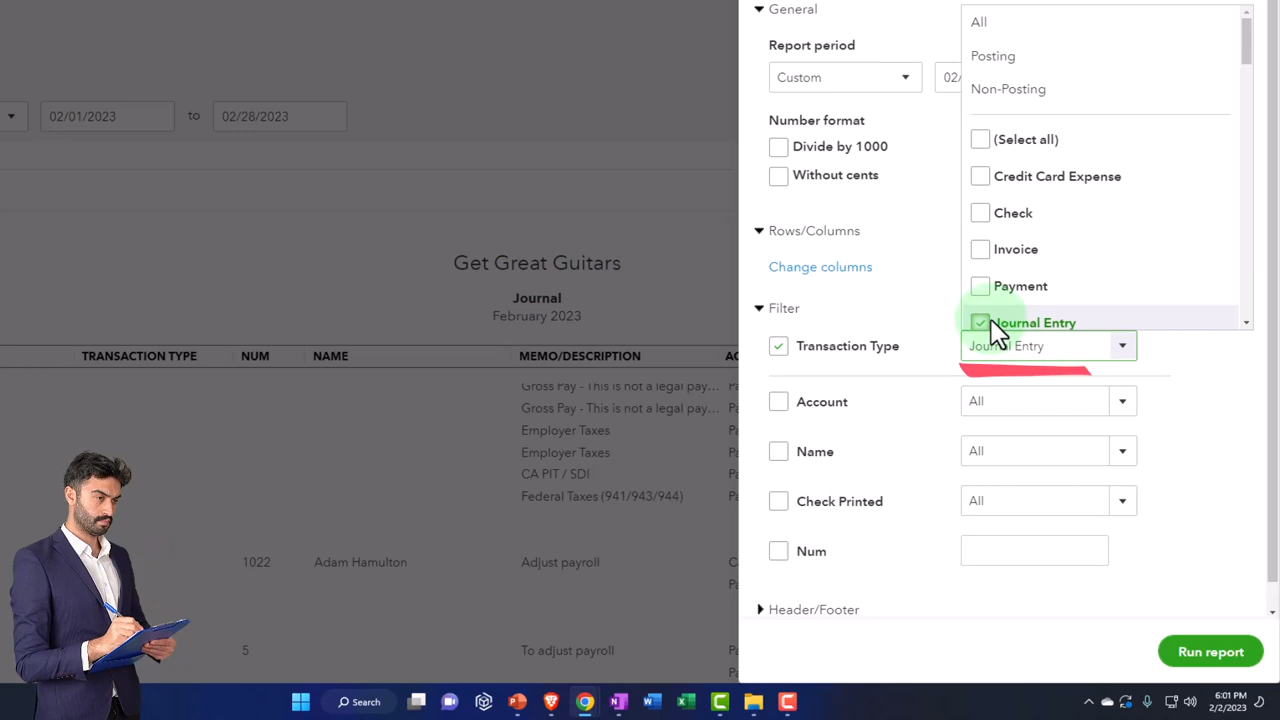 General
All
Report period
Posting
Custom
02/
02/01/2023 to 02/28/2023
Non-Posting
Number format
Divide by 1000
(Select all)
Without cents
Credit Card Expense
Check
Rows/Columns
Invoice
Get Great Guitars
Change columns
Payment
Journal
Filter
February 2023
Journal Entry
TRANSACTION TYPE NUM NAME MEMO/DESCRIPTION
Transaction Type
Journal Entry
Gross Pay - This is not a legal pay...
Gross Pay - This is not a legal pay...
Account All
Employer Taxes
Employer Taxes
Name All
CA PIT / SDI
Federal Taxes (941/943/944)
Check Printed All
Num
1022 Adam Hamulton Adjust payroll
Header/Footer
5 To adjust payroll
Run report
Search
6:01 PM
2/2/2023